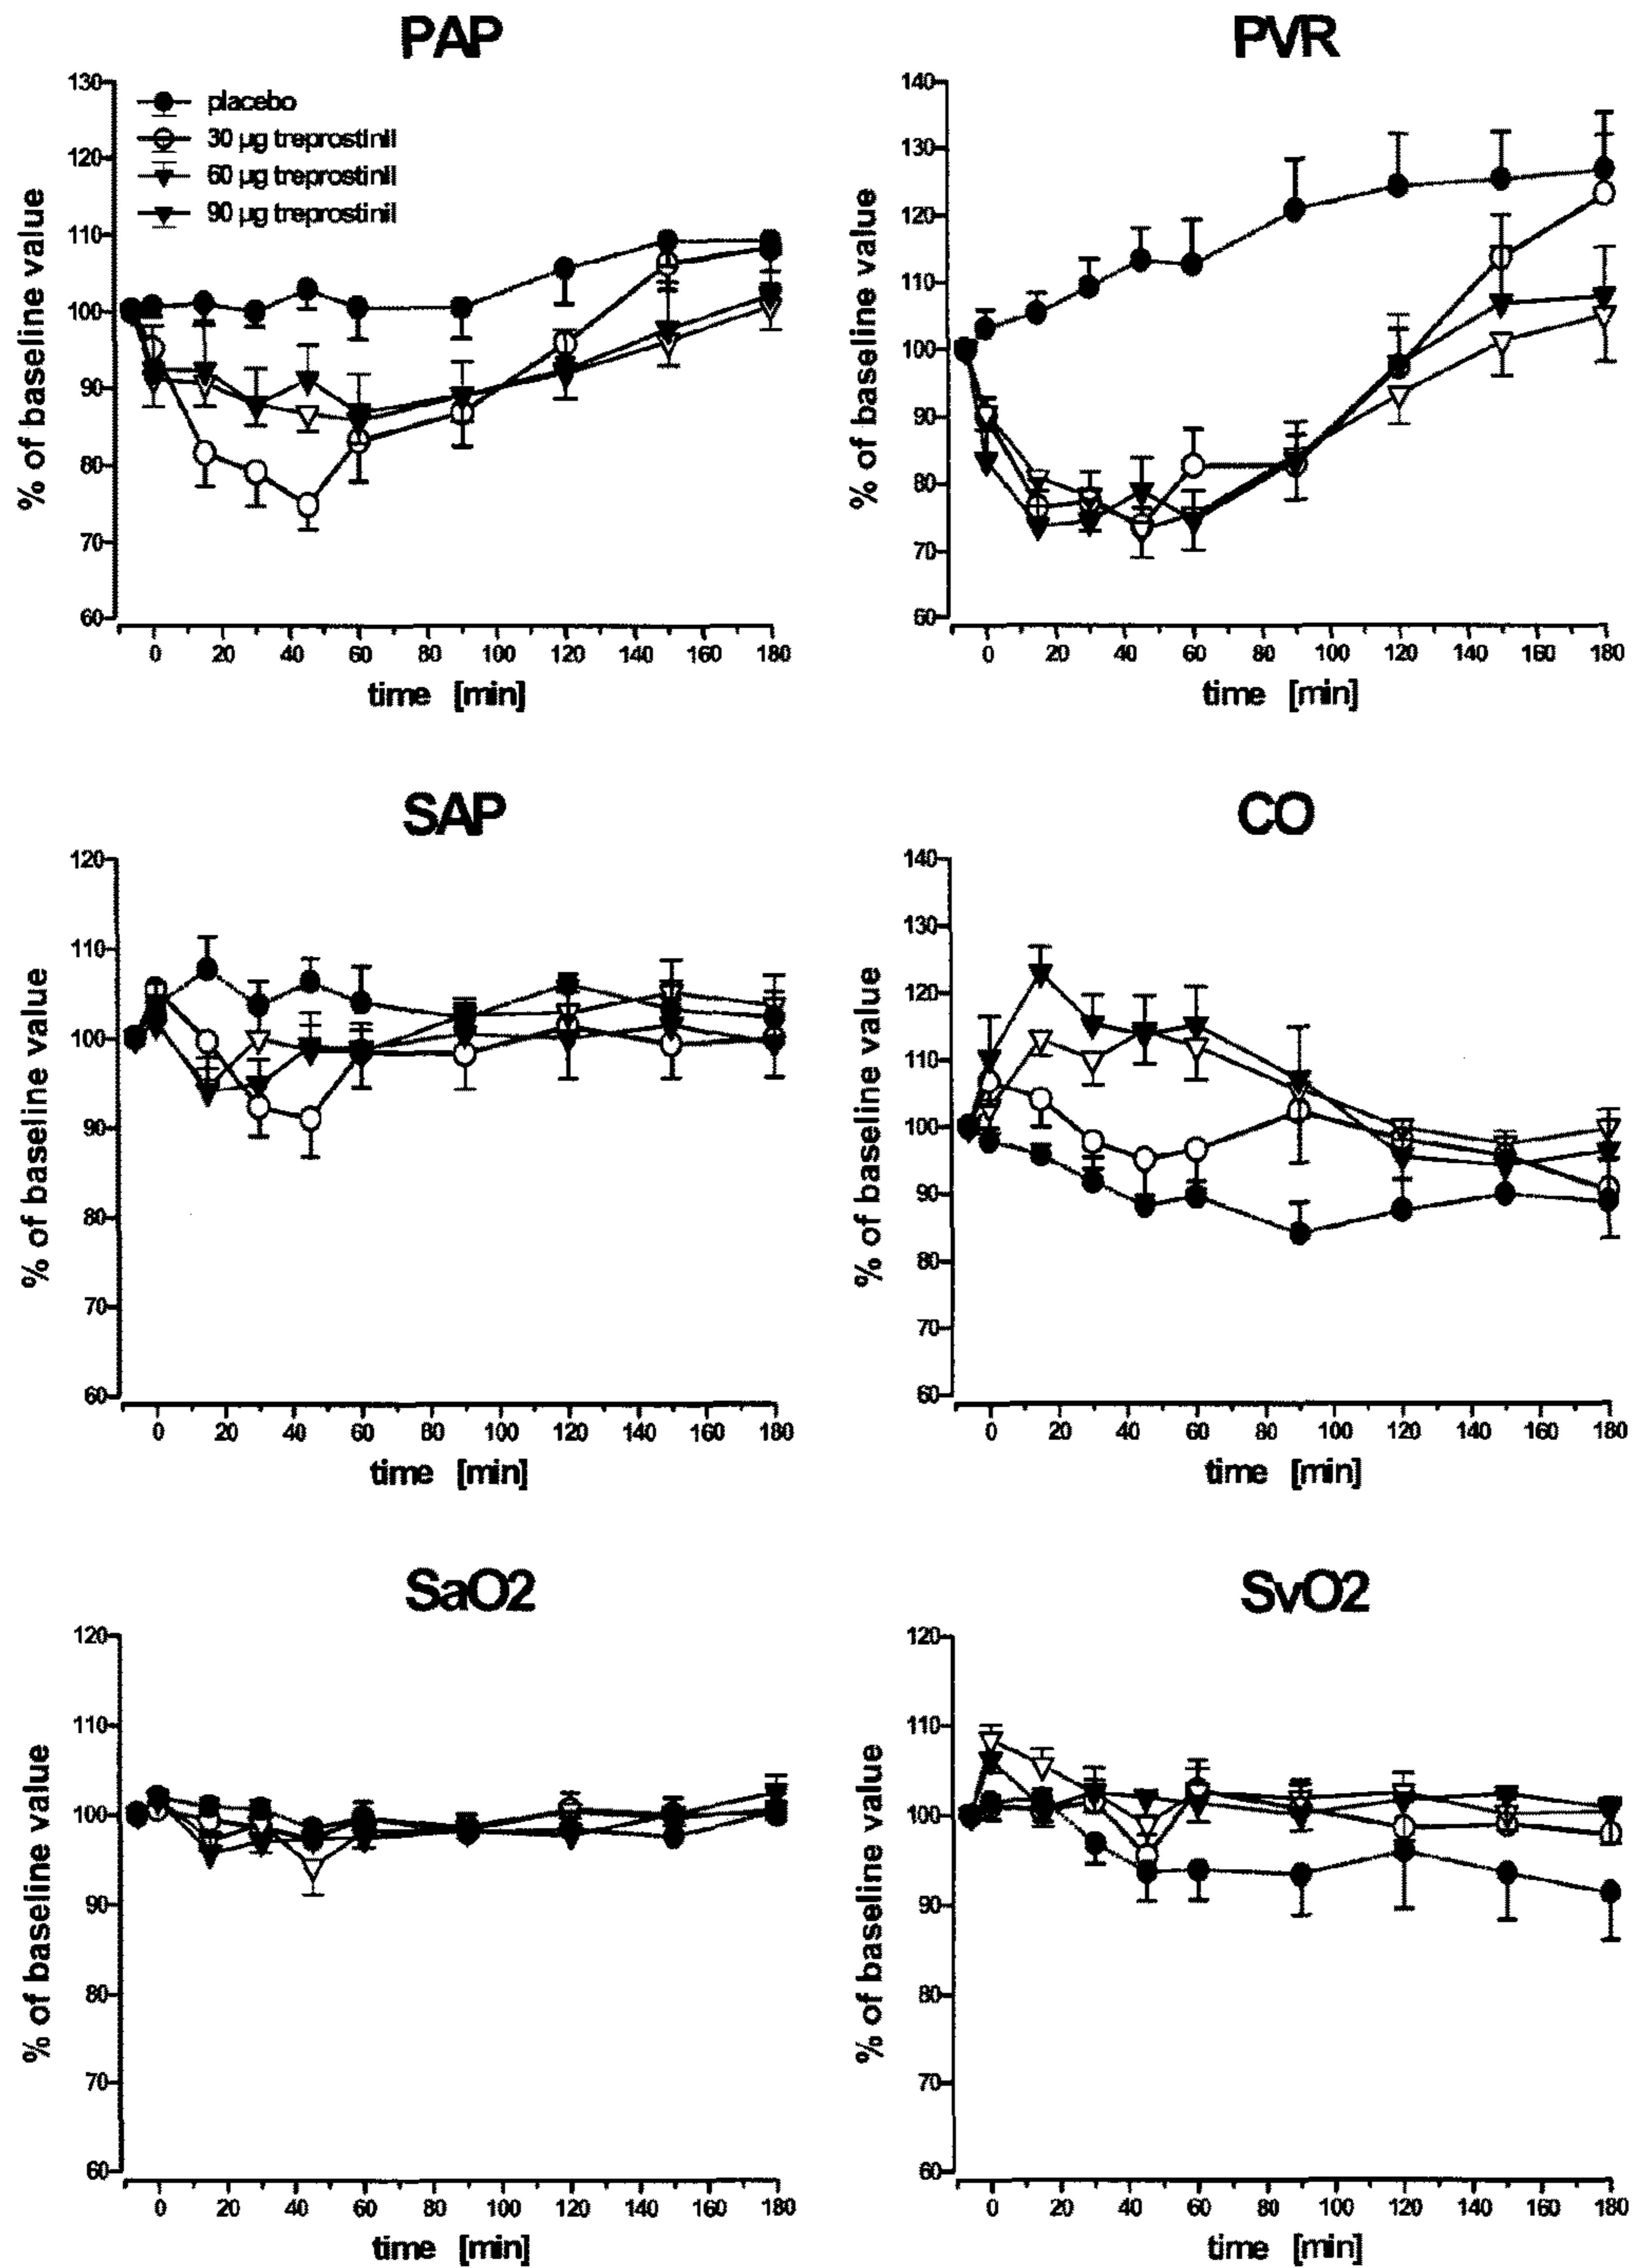 PAP
130
120
110
100
90
80
70
60
% of baseline value
placebo
30 µg treprostinil
60 µg treprostinil
90 µg treprostinil
0 20 40 60 80 100 120 140 160 180
time [min]
PVR
140
130
120
110
100
90
80
70
60
% of baseline value
0 20 40 60 80 100 120 140 160 180
time [min]
SAP
120
110
100
90
80
70
60
% of baseline value
0 20 40 60 80 100 120 140 160 180
time [min]
CO
140
130
120
110
100
90
80
70
60
% of baseline value
0 20 40 60 80 100 120 140 160 180
time [min]
SaO2
120
110
100
90
80
70
60
% of baseline value
0 20 40 60 80 100 120 140 160 180
time [min]
SvO2
120
110
100
90
80
70
60
% of baseline value
0 20 40 60 80 100 120 140 160 180
time [min]